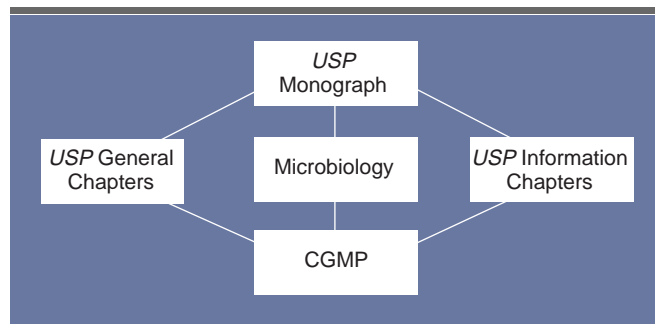 USP
Monograph
USP General
Chapters
Microbiology
USP Information
Chapters
CGMP